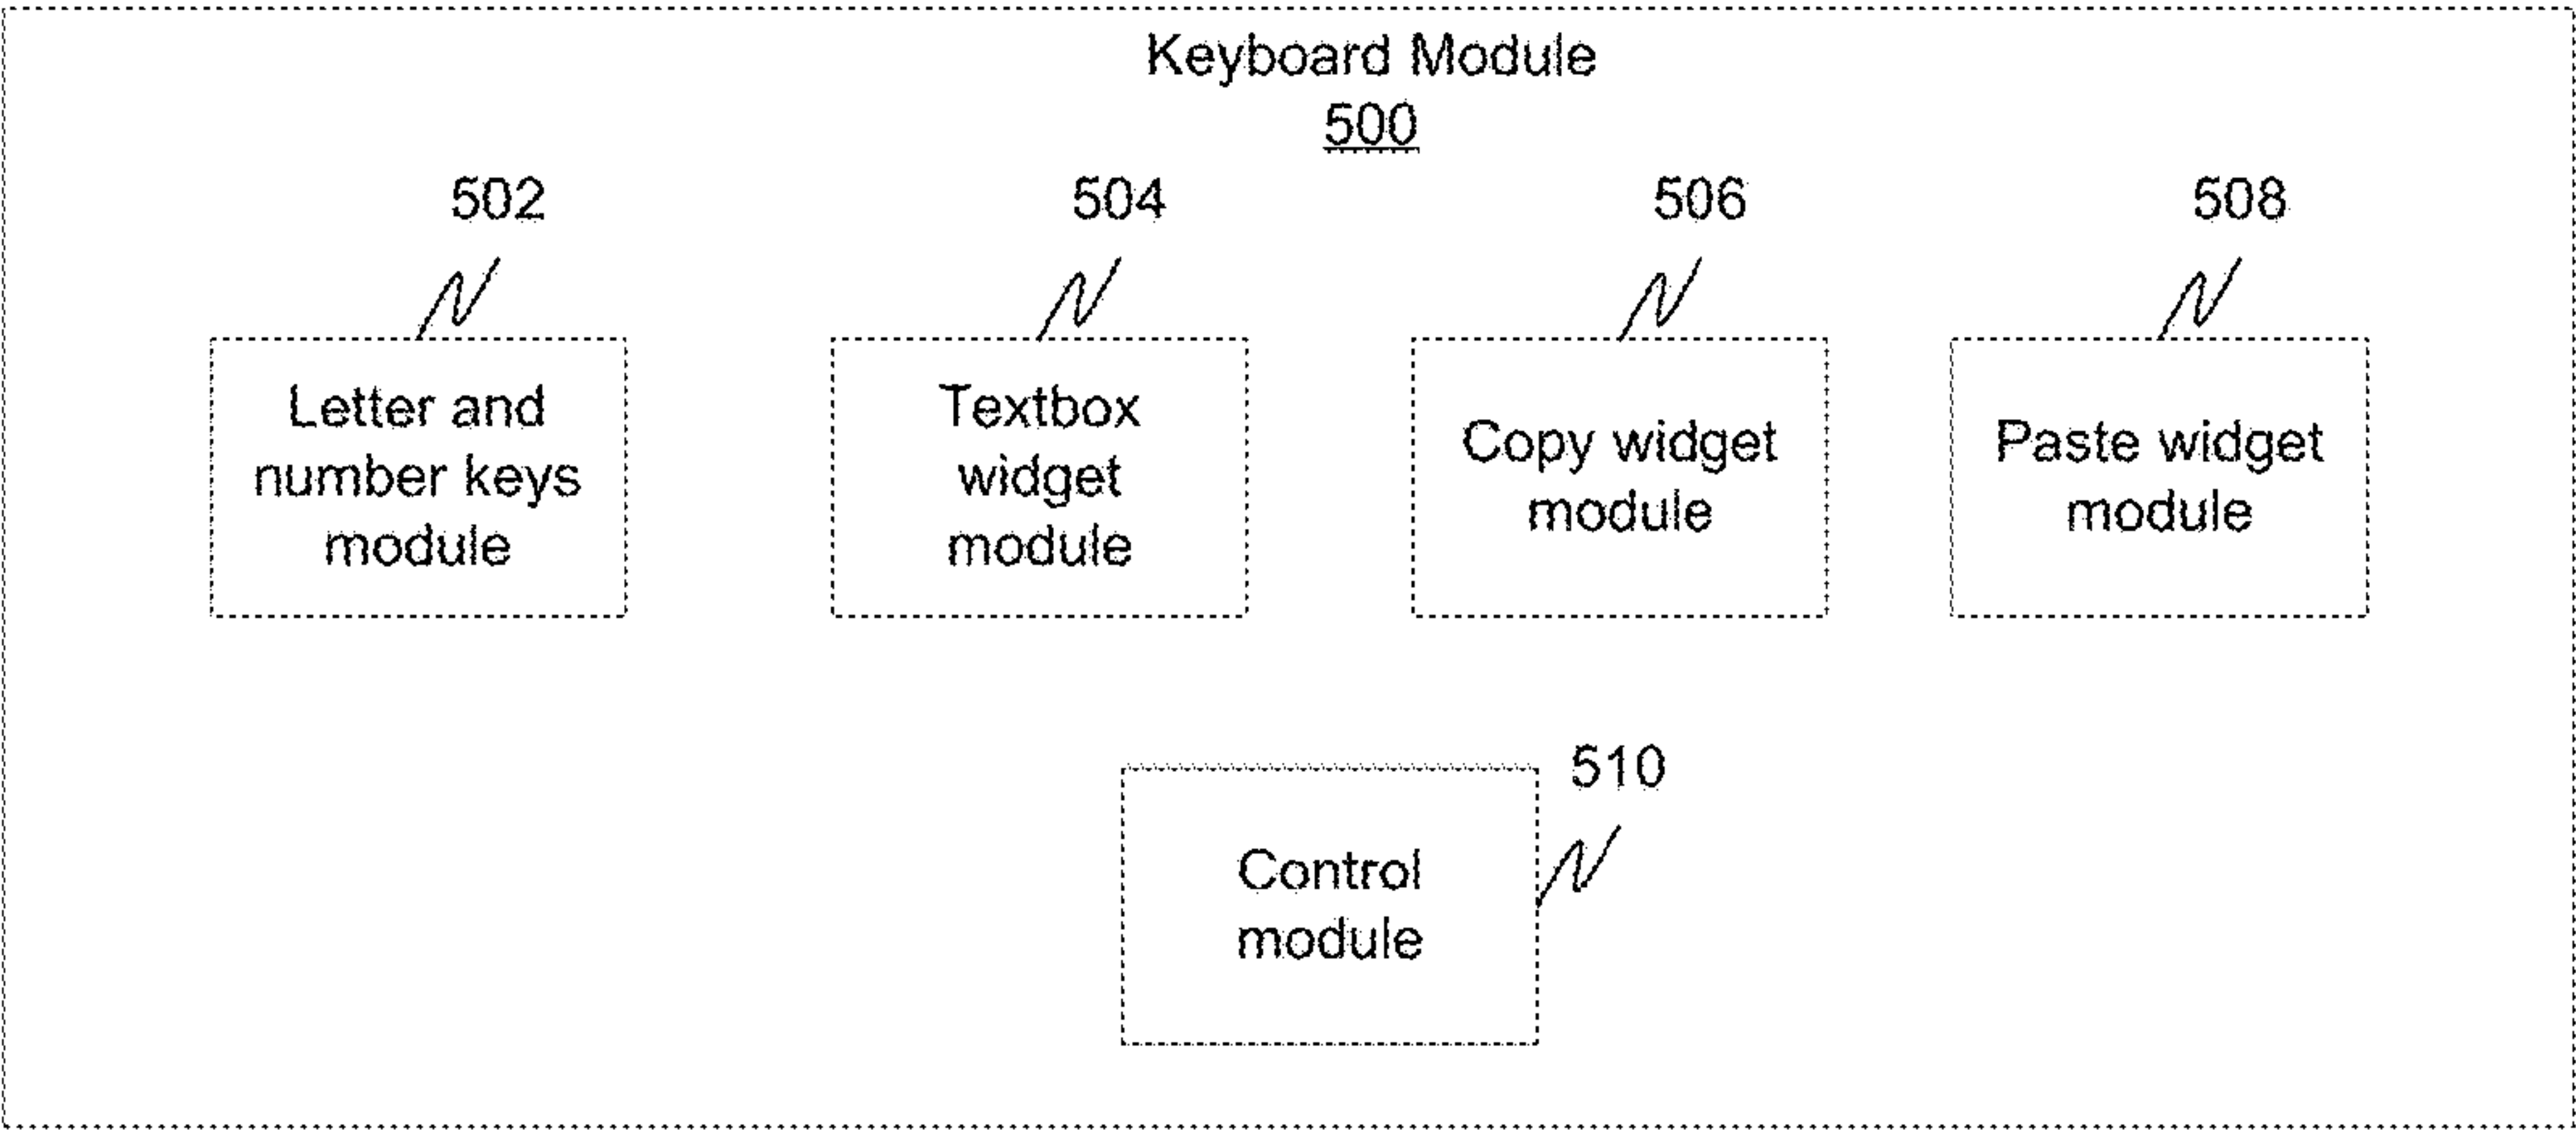 Keyboard Module
500
502
504
506
508
Letter and
number keys
module
Textbox
widget
module
Copy widget
module
Paste widget
module
510
Control
module